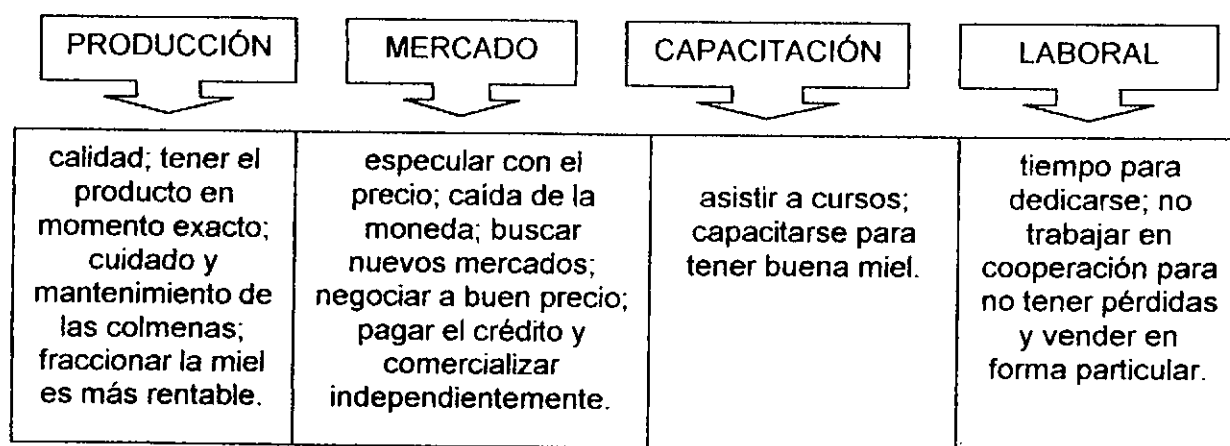 PRODUCCIÓN
MERCADO
CAPACITACIÓN
LABORAL
calidad; tener el
producto en
momento exacto;
cuidado y
mantenimiento de
las colmenas;
fraccionar la miel
es más rentable.
especular con el
precio; caída de la
moneda; buscar
nuevos mercados;
negociar a buen precio;
pagar el crédito y
comercializar
independientemente.
asistir a cursos;
capacitarse para
tener buena miel.
tiempo para
dedicarse; no
trabajar en
cooperación para
no tener pérdidas
y vender en
forma particular.